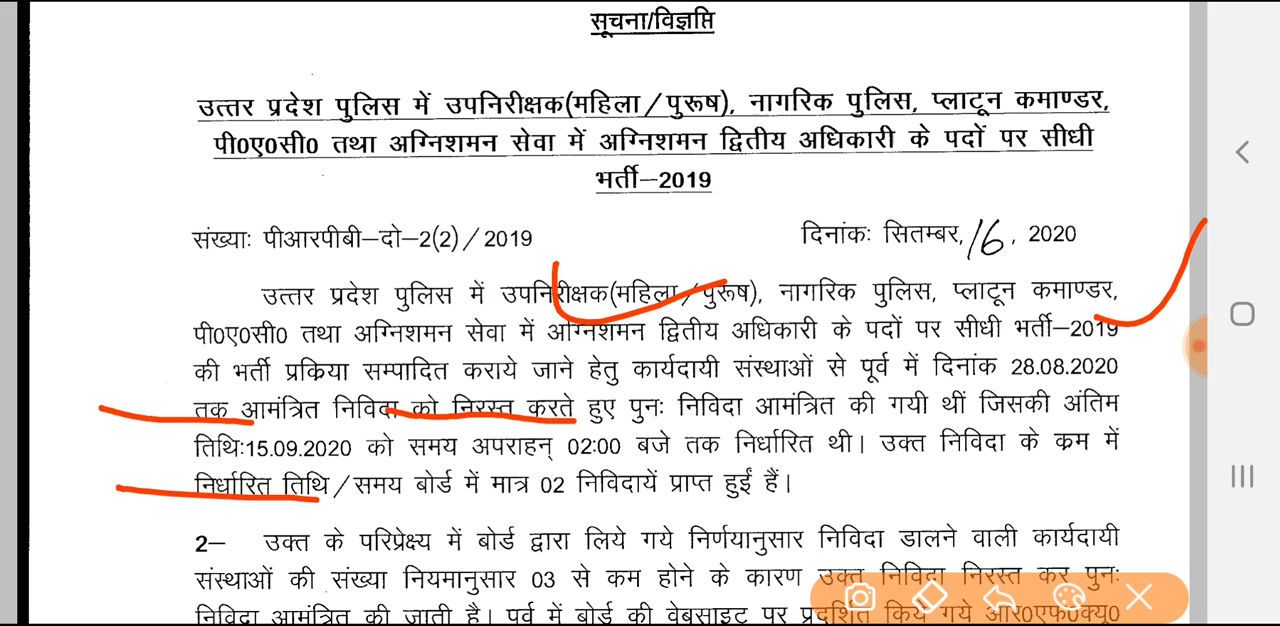 सूचना/विज्ञप्ति
उत्तर प्रदेश पुलिस में उपनिरीक्षक(महिला/पुरूष), नागरिक पुलिस, प्लाटून कमाण्डर,
पी0ए0सी0 तथा अग्निशमन सेवा में अग्निशमन द्वितीय अधिकारी के पदों पर सीधी
भर्ती–2019
संख्याः पीआरपीबी–दो–2(2)/2019 दिनांकः सितम्बर, 16, 2020
उत्तर प्रदेश पुलिस में उपनिरीक्षक(महिला/पुरूष), नागरिक पुलिस, प्लाटून कमाण्डर,
पी0ए0सी0 तथा अग्निशमन सेवा में अग्निशमन द्वितीय अधिकारी के पदों पर सीधी भर्ती–2019
की भर्ती प्रकिया सम्पादित कराये जाने हेतु कार्यदायी संस्थाओं से पूर्व में दिनांक 28.08.2020
तक आमंत्रित निविदा को निरस्त करते हुए पुनः निविदा आमंत्रित की गयी थीं जिसकी अंतिम
तिथिः15.09.2020 को समय अपराहन् 02:00 बजे तक निर्धारित थी। उक्त निविदा के क्रम में
निर्धारित तिथि/समय बोर्ड में मात्र 02 निविदायें प्राप्त हुई हैं।
2– उक्त के परिप्रेक्ष्य में बोर्ड द्वारा लिये गये निर्णयानुसार निविदा डालने वाली कार्यदायी
संस्थाओं की संख्या नियमानुसार 03 से कम होने के कारण उक्त निविदा निरस्त कर पुनः
निविदा आमंत्रित की जाती है। पूर्व में बोर्ड की वेबसाइट पर प्रदर्शित किये गये आर0एफ0क्यू0